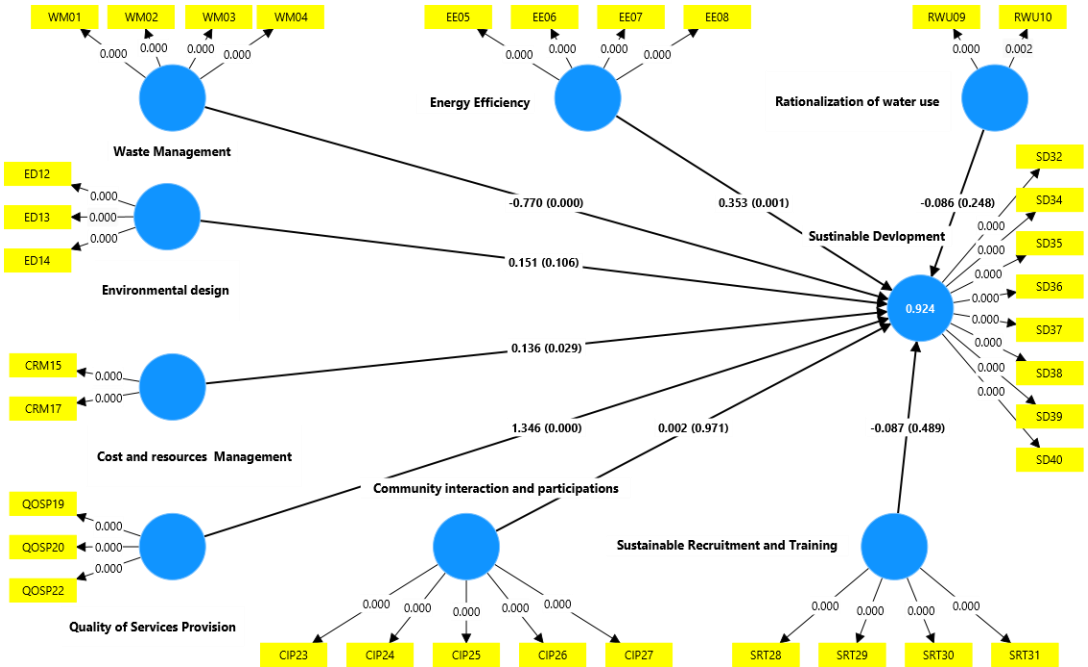 WM01 WM02 WM03 WM04
0.000 0.000 0.000 0.000
Waste Management
EE05 EE06 EE07 EE08
0.000 0.000 0.000 0.000
Energy Efficiency
RWU09 RWU10
0.000 0.002
Rationalization of water use
ED12
ED13
ED14
0.000
0.000
0.000
Environmental design
-0.770 (0.000)
0.353 (0.001)
-0.086 (0.248)
0.151 (0.106)
Sustinable Devlopment
0.924
SD32
SD34
SD35
SD36
SD37
SD38
SD39
SD40
0.000
0.000
0.000
0.000
0.000
0.000
0.000
0.000
CRM15
CRM17
0.000
0.000
Cost and resources Management
0.136 (0.029)
1.346 (0.000)
0.002 (0.971)
-0.087 (0.489)
QOSP19
QOSP20
QOSP22
0.000
0.000
0.000
Quality of Services Provision
Community interaction and participations
0.000 0.000 0.000 0.000 0.000
CIP23 CIP24 CIP25 CIP26 CIP27
Sustainable Recruitment and Training
0.000 0.000 0.000 0.000
SRT28 SRT29 SRT30 SRT31